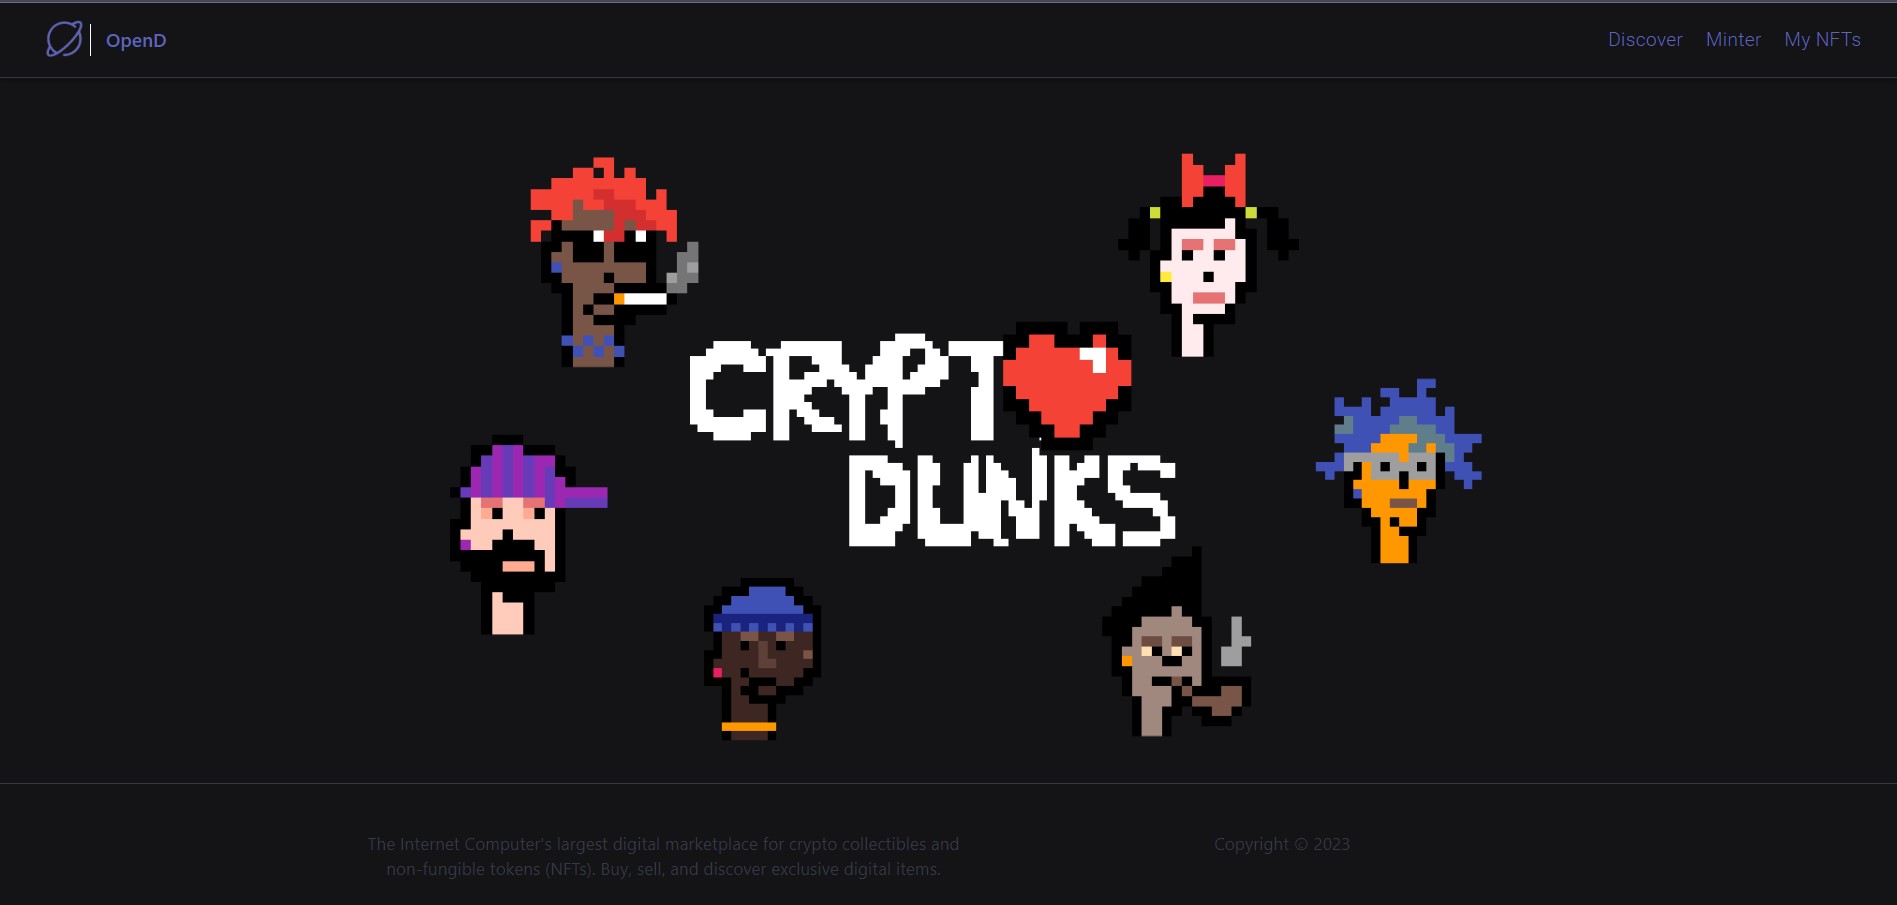 OpenD
Discover Minter My NFTs
CRYPT
DUNKS
The Internet Computer's largest digital marketplace for crypto collectibles and
non-fungible tokens (NFTs). Buy, sell, and discover exclusive digital items.
Copyright © 2023